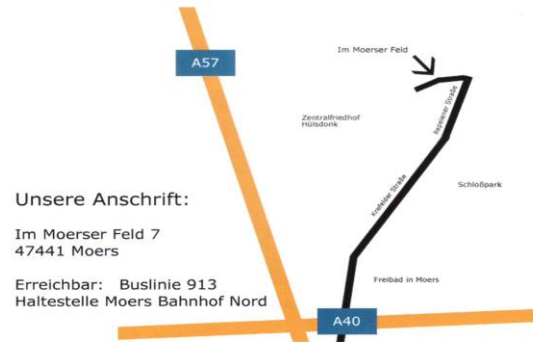 A57
Im Moerser Feld
Zentralfriedhof
Hülsdonk
Repelener Straße
Schloßpark
Krefelder Straße
Unsere Anschrift:
Im Moerser Feld 7
47441 Moers
Freibad in Moers
Erreichbar: Buslinie 913
Haltestelle Moers Bahnhof Nord
A40